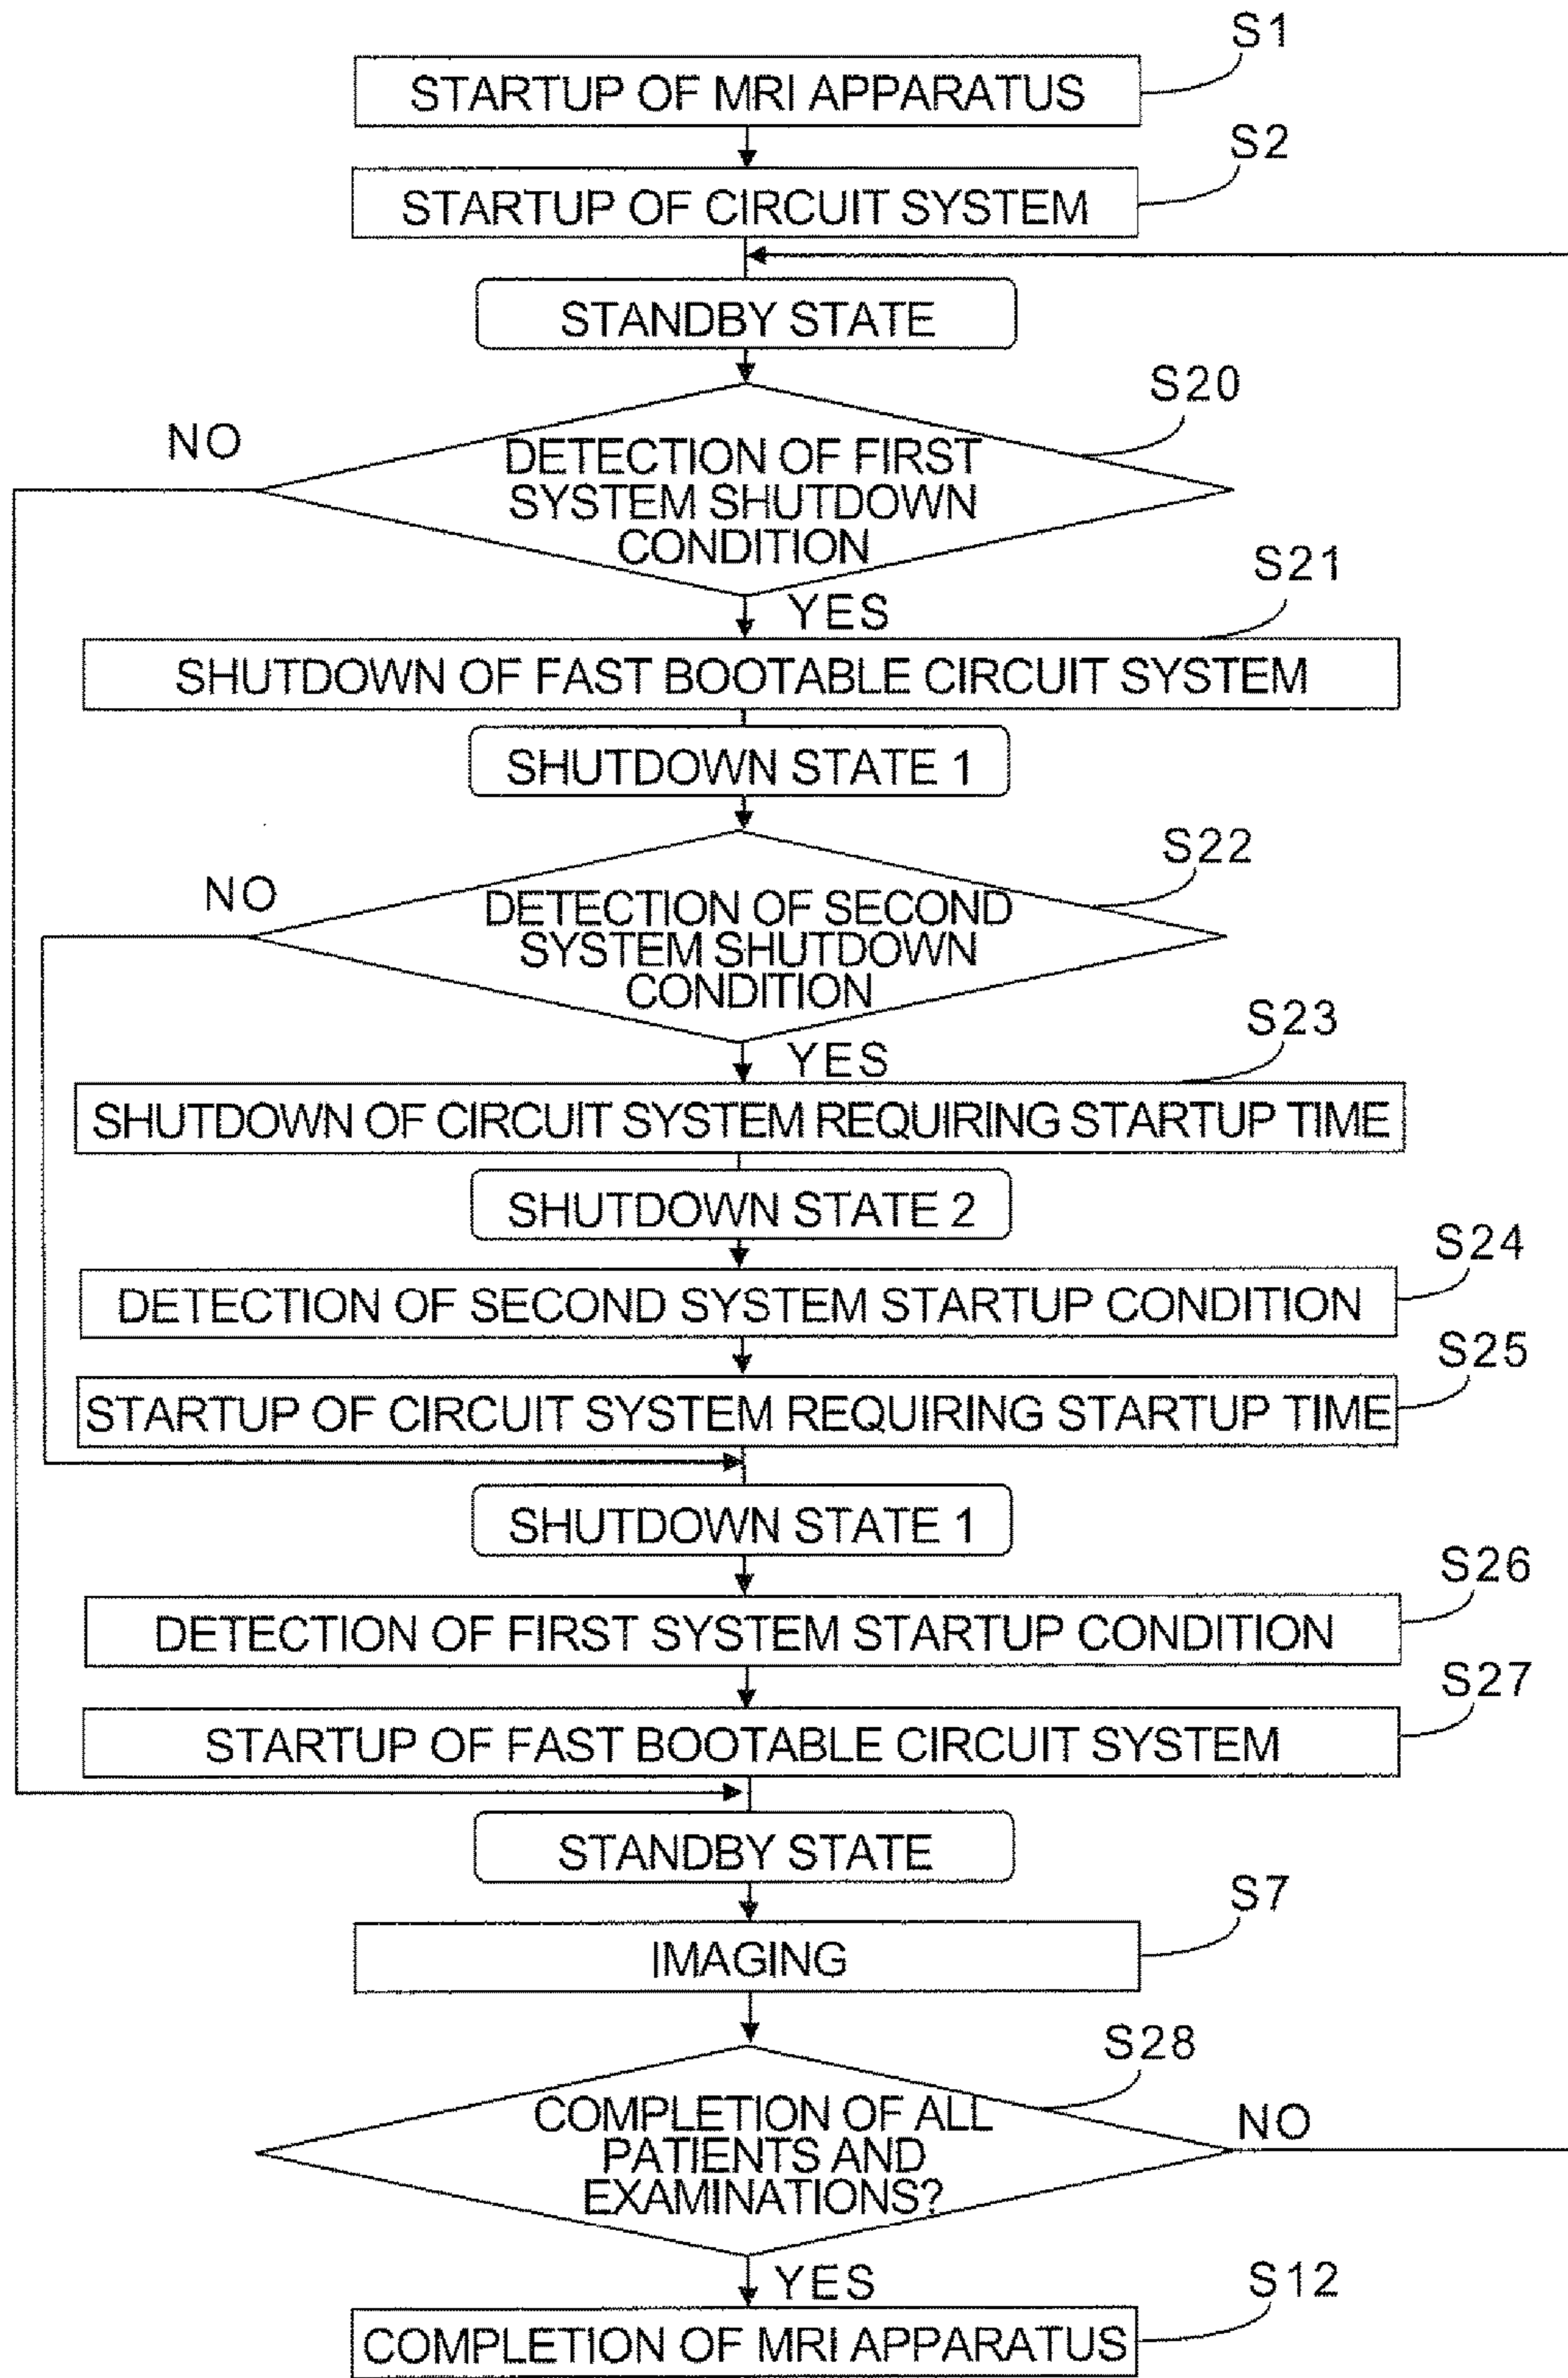 S1
STARTUP OF MRI APPARATUS
S2
STARTUP OF CIRCUIT SYSTEM
STANDBY STATE
S20
NO
DETECTION OF FIRST
SYSTEM SHUTDOWN
CONDITION
S21
YES
SHUTDOWN OF FAST BOOTABLE CIRCUIT SYSTEM
SHUTDOWN STATE 1
S22
NO
DETECTION OF SECOND
SYSTEM SHUTDOWN
CONDITION
S23
YES
SHUTDOWN OF CIRCUIT SYSTEM REQUIRING STARTUP TIME
SHUTDOWN STATE 2
S24
DETECTION OF SECOND SYSTEM STARTUP CONDITION
S25
STARTUP OF CIRCUIT SYSTEM REQUIRING STARTUP TIME
SHUTDOWN STATE 1
S26
DETECTION OF FIRST SYSTEM STARTUP CONDITION
S27
STARTUP OF FAST BOOTABLE CIRCUIT SYSTEM
STANDBY STATE
S7
IMAGING
S28
COMPLETION OF ALL
PATIENTS AND
EXAMINATIONS?
NO
YES
S12
COMPLETION OF MRI APPARATUS